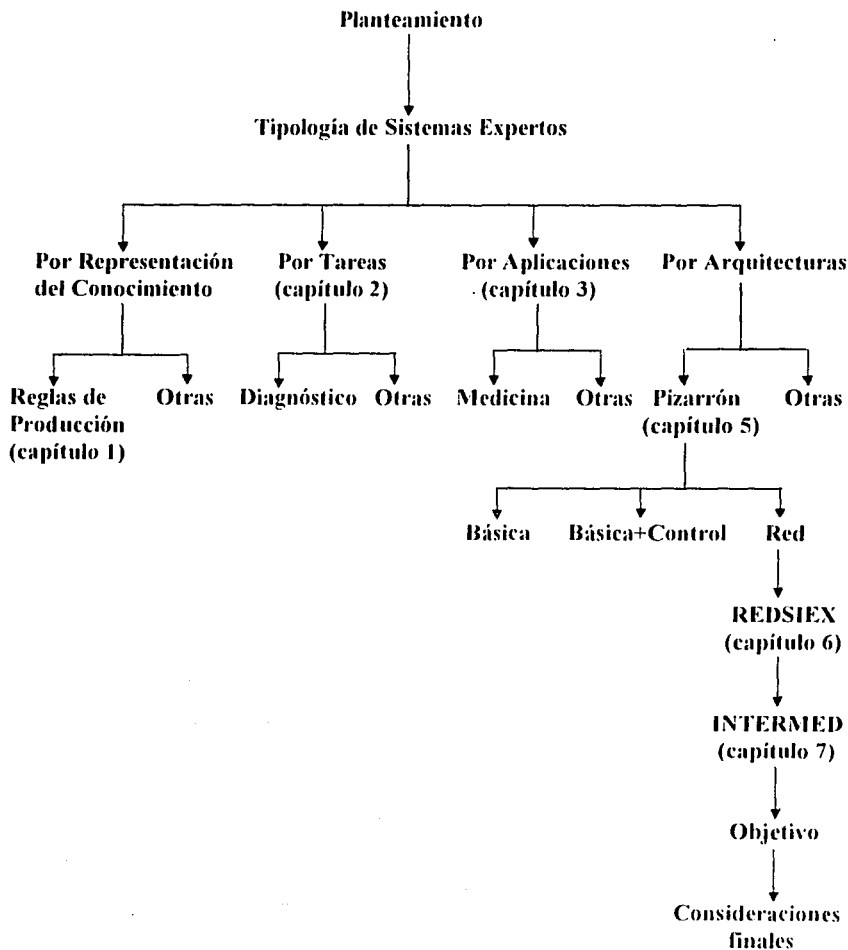 Planteamiento
Tipología de Sistemas Expertos
Por Representación
del Conocimiento
Por Tareas
(capítulo 2)
Por Aplicaciones
(capítulo 3)
Por Arquitecturas
Reglas de
Producción
(capítulo 1)
Otras
Diagnóstico
Otras
Medicina
Otras
Pizarrón
(capítulo 5)
Otras
Básica
Básica+Control
Red
REDSIEX
(capítulo 6)
INTERMED
(capítulo 7)
Objetivo
Consideraciones
finales